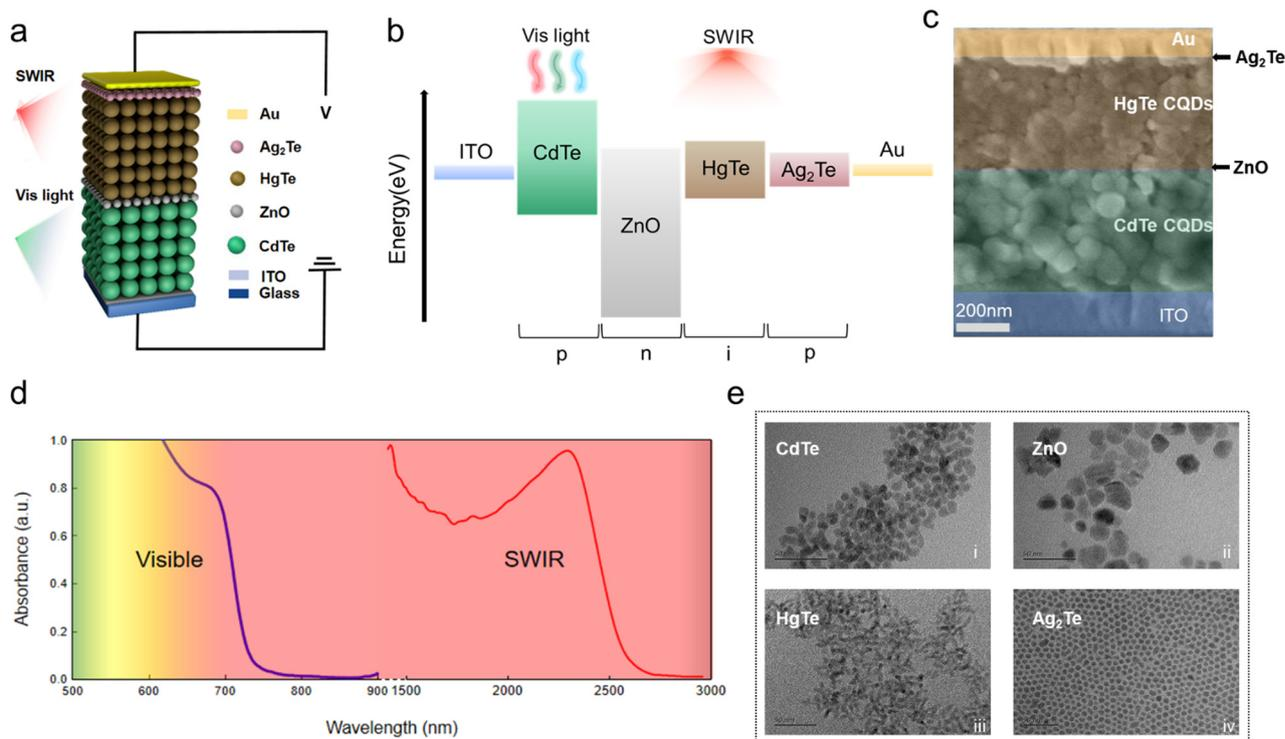 a
SWIR
Vis light
V
Au
Ag2Te
HgTe
ZnO
CdTe
ITO
Glass
b
Vis light
SWIR
Energy(eV)
ITO
CdTe
ZnO
HgTe
Ag2Te
Au
p
n
i
p
c
Au
Ag2Te
HgTe CQDs
ZnO
CdTe CQDs
200nm
ITO
d
Absorbance (a.u.)
1.0
0.8
0.6
0.4
0.2
0.0
Visible
SWIR
500 600 700 800 900 1500 2000 2500 3000
Wavelength (nm)
e
CdTe
i
ZnO
50 nm
ii
HgTe
iii
Ag2Te
iv